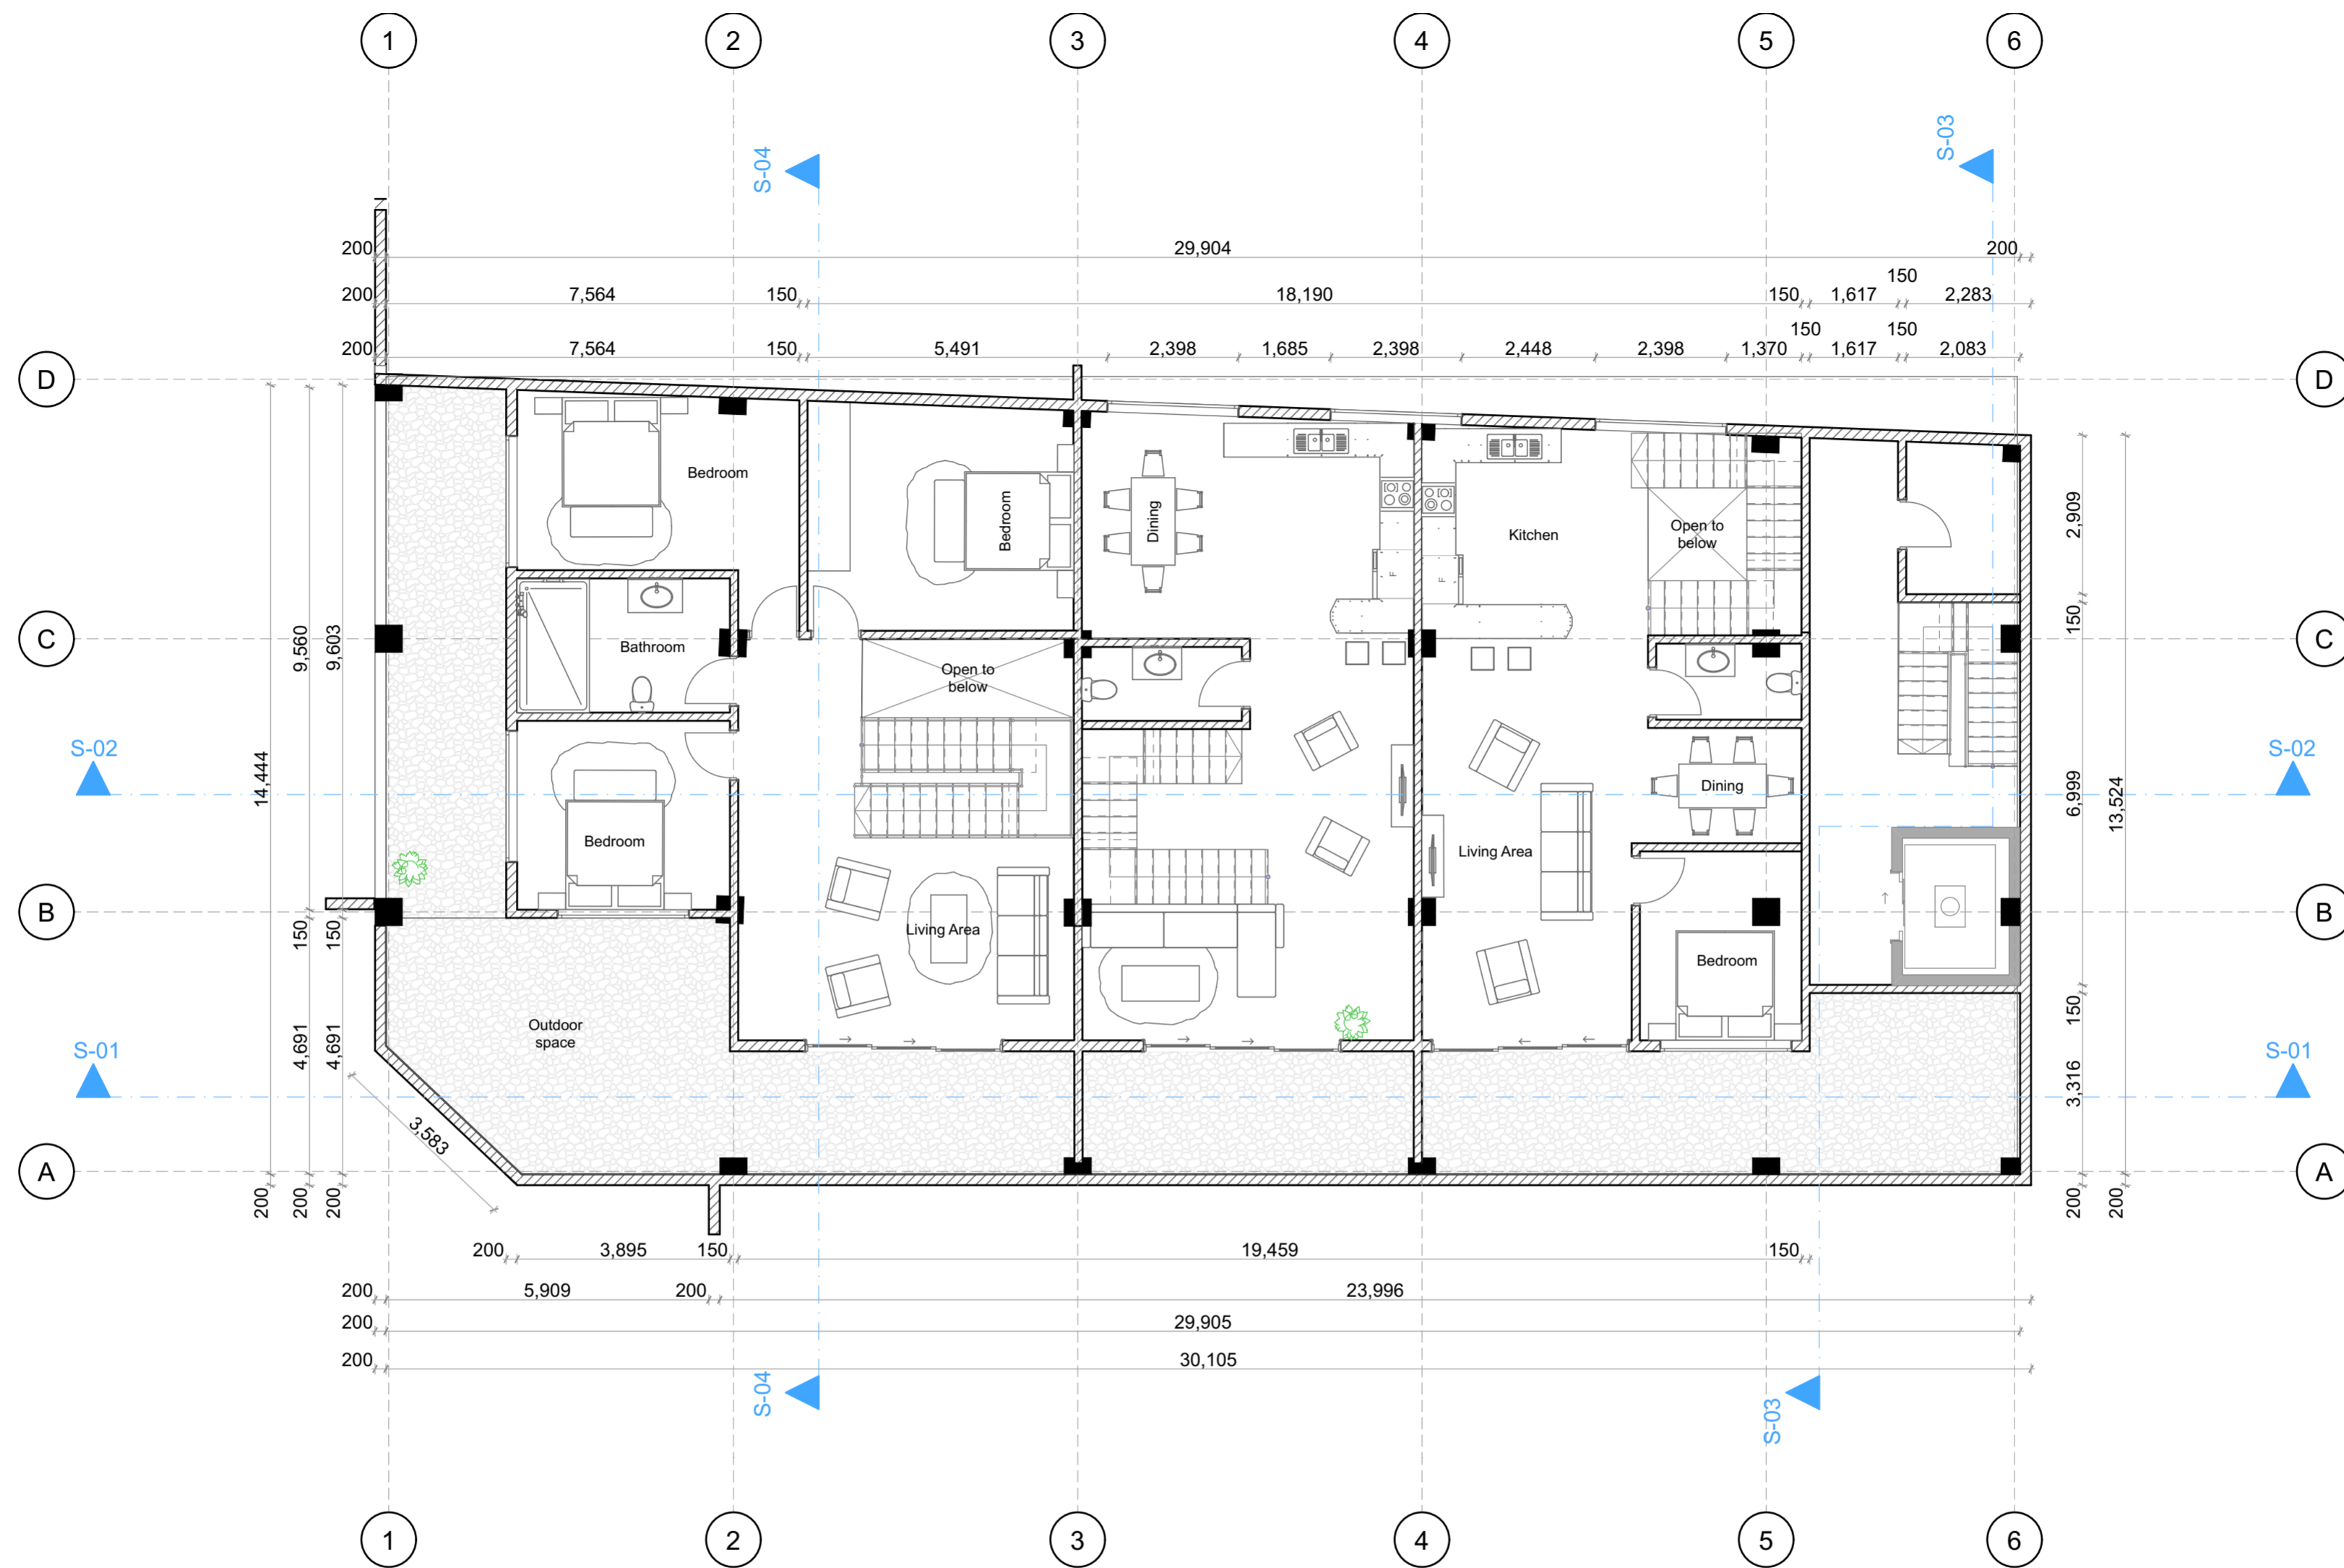 1 2 3 4 5 6
S-04 S-03
200 29,904 200
150
200 7,564 150 18,190 150 1,617 2,283
150 150
200 7,564 150 5,491 2,398 1,685 2,398 2,448 2,398 1,370 1,617 2,083
D D
Bedroom
Bedroom
Dining
Kitchen
Open to
below
F F
2,909
150
C C
9,560 9,603
Bathroom
Open to
below
S-02 S-02
14,444
6,999 13,524
Dining
Bedroom
Living Area
B B
150 150
Living Area
Bedroom
Outdoor
space
150
S-01 S-01
4,691 4,691
3,316
3,583
A A
200 200 200
200 200
200 3,895 150 19,459 150
200 5,909 200 23,996
200 29,905
200 30,105
S-04 S-03
1 2 3 4 5 6